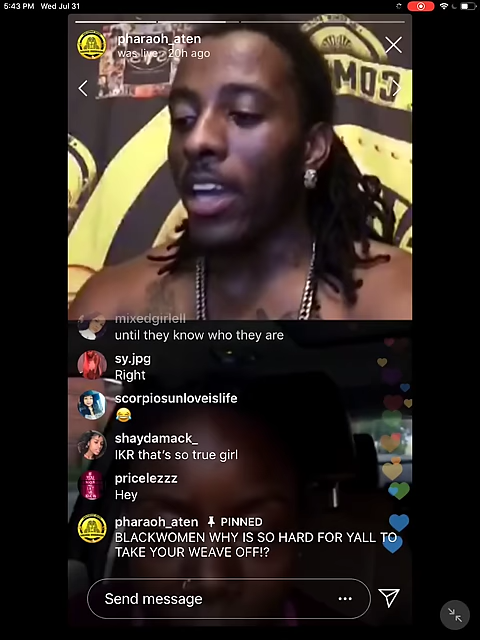 5:43 PM Wed Jul 31
pharaoh_aten
was live · 20h ago
COM
mixedgirlell
until they know who they are
sy.jpg
Right
scorpiosunloveislife
😂
shaydamack_
IKR that's so true girl
pricelezzz
Hey
pharaoh_aten PINNED
BLACKWOMEN WHY IS SO HARD FOR YALL TO
TAKE YOUR WEAVE OFF!?
Send message